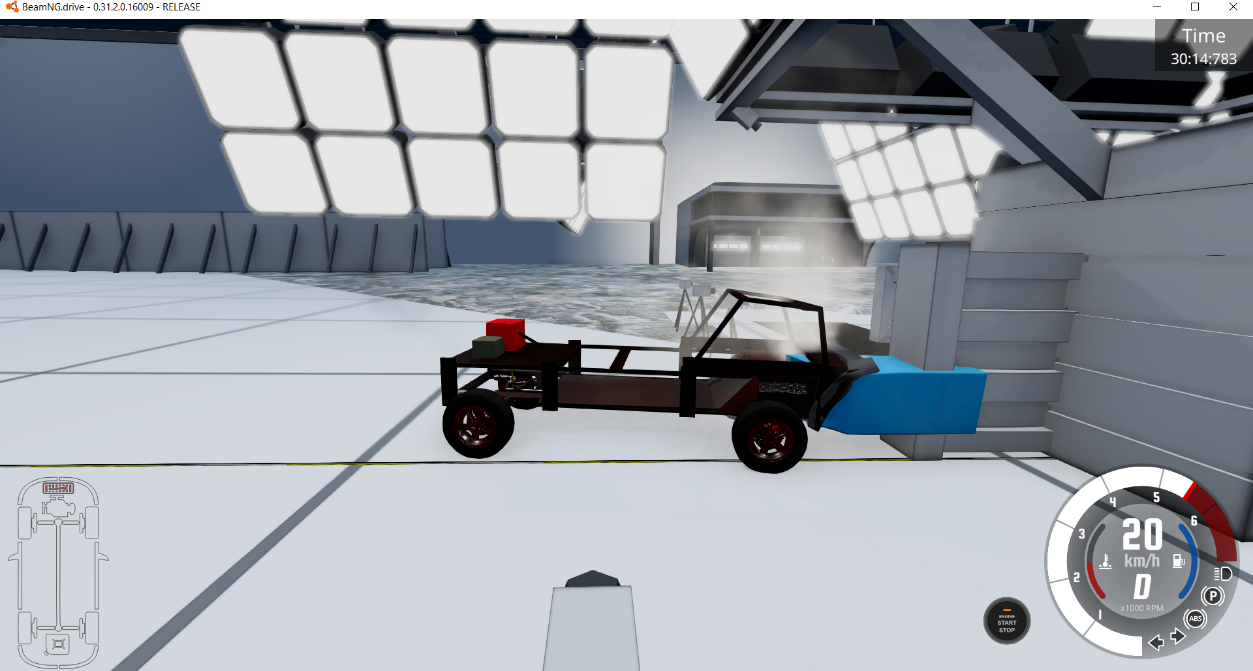 BeamNG.drive - 0.31.2.0.16009 - RELEASE
Time
30:14:783
1
2
3
4
5
6
20
km/h
D
x1000 RPM
P
ABS
START
STOP